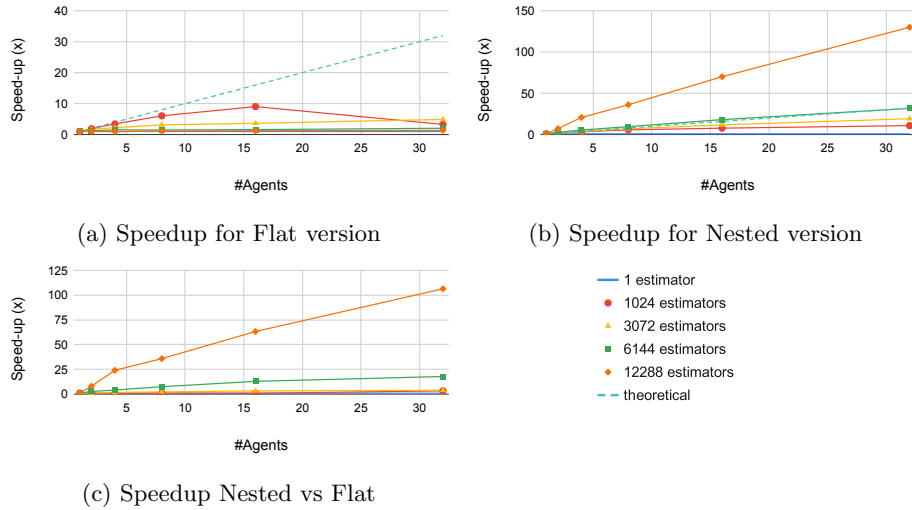 Speed-up (x)
40
30
20
10
0
5
10
15
20
25
30
#Agents
(a) Speedup for Flat version
Speed-up (x)
150
100
50
0
5
10
15
20
25
30
#Agents
(b) Speedup for Nested version
Speed-up (x)
125
100
75
50
25
0
5
10
15
20
25
30
#Agents
(c) Speedup Nested vs Flat
1 estimator
1024 estimators
3072 estimators
6144 estimators
12288 estimators
theoretical